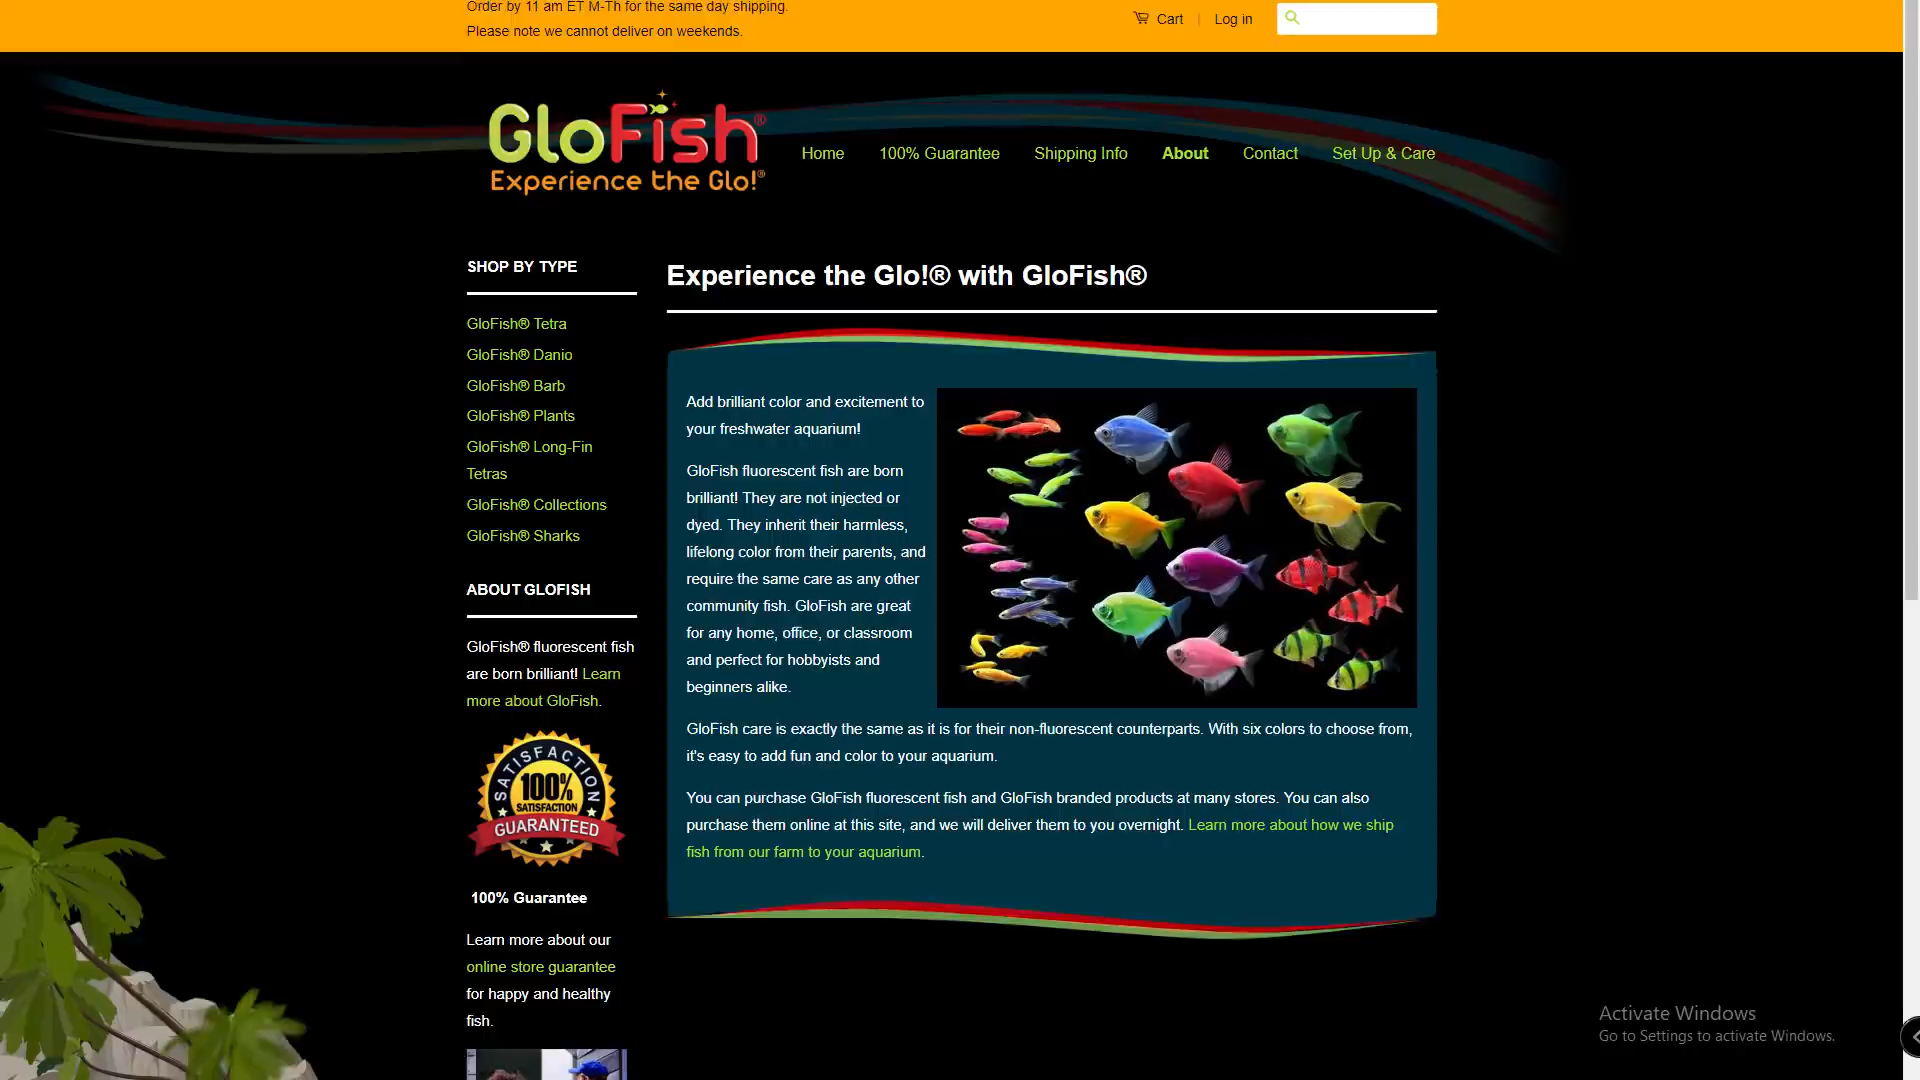 Order by 11 am ET M-Th for the same day shipping.
Please note we cannot deliver on weekends.
Cart | Log in
GloFish®
Experience the Glo!®
Home
100% Guarantee
Shipping Info
About
Contact
Set Up & Care
SHOP BY TYPE
GloFish® Tetra
GloFish® Danio
GloFish® Barb
GloFish® Plants
GloFish® Long-Fin
Tetras
GloFish® Collections
GloFish® Sharks
ABOUT GLOFISH
GloFish® fluorescent fish
are born brilliant! Learn
more about GloFish.
SATISFACTION
100%
SATISFACTION
GUARANTEED
100% Guarantee
Learn more about our
online store guarantee
for happy and healthy
fish.
Experience the Glo!® with GloFish®
Add brilliant color and excitement to
your freshwater aquarium!
GloFish fluorescent fish are born
brilliant! They are not injected or
dyed. They inherit their harmless,
lifelong color from their parents, and
require the same care as any other
community fish. GloFish are great
for any home, office, or classroom
and perfect for hobbyists and
beginners alike.
GloFish care is exactly the same as it is for their non-fluorescent counterparts. With six colors to choose from,
it's easy to add fun and color to your aquarium.
You can purchase GloFish fluorescent fish and GloFish branded products at many stores. You can also
purchase them online at this site, and we will deliver them to you overnight. Learn more about how we ship
fish from our farm to your aquarium.
Activate Windows
Go to Settings to activate Windows.